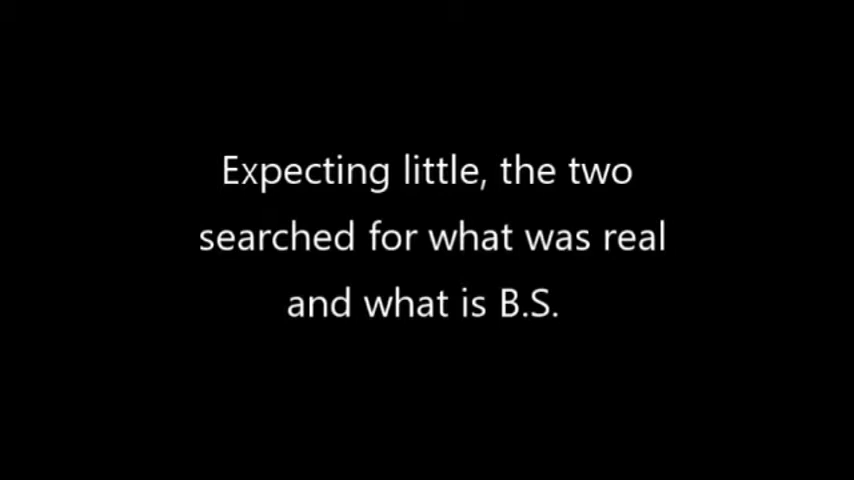 Expecting little, the two
searched for what was real
and what is B.S.